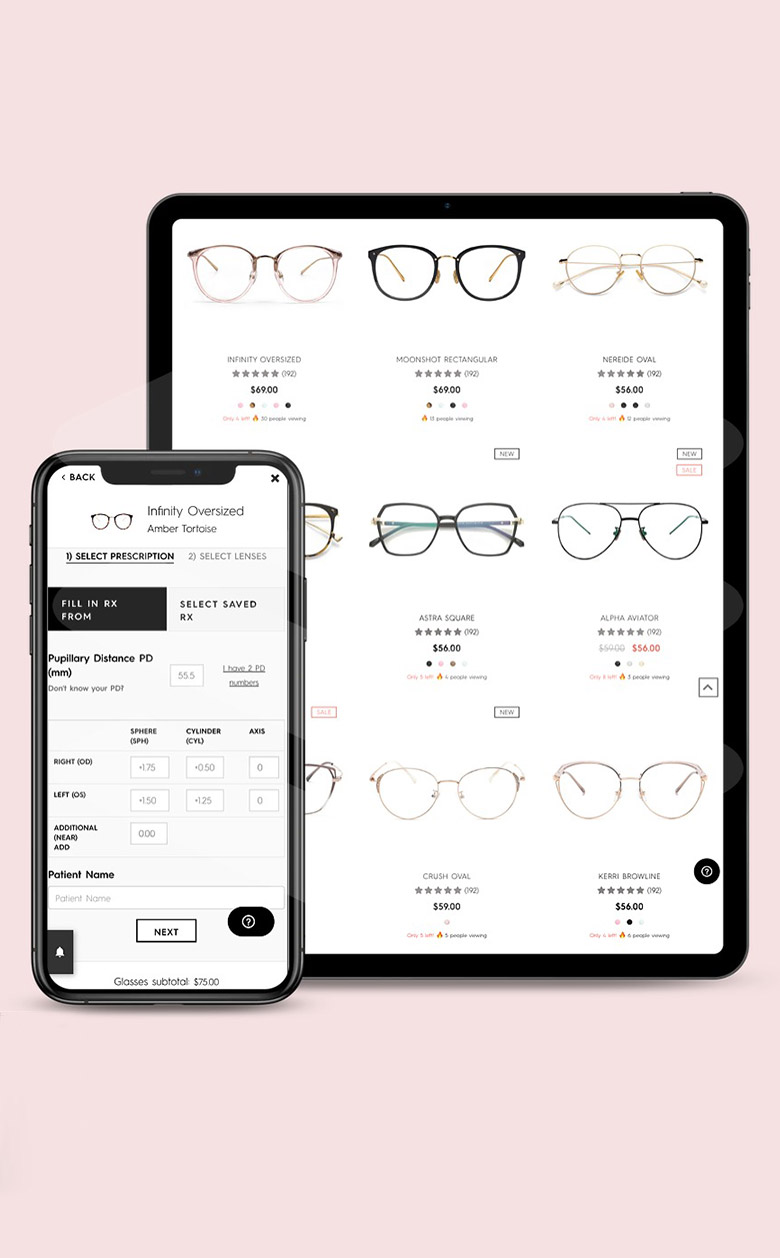 INFINITY OVERSIZED
(192)
$69.00
Only 4 left! 30 people viewing
MOONSHOT RECTANGULAR
(192)
$69.00
13 people viewing
NEREIDE OVAL
(192)
$56.00
Only 4 left! 12 people viewing
NEW
NEW
SALE
ASTRA SQUARE
(192)
$56.00
Only 5 left! 4 people viewing
ALPHA AVIATOR
(192)
$59.00 $56.00
Only 8 left! 3 people viewing
SALE
NEW
CRUSH OVAL
(192)
$59.00
Only 5 left! 5 people viewing
KERRI BROWLINE
(192)
$56.00
Only 4 left! 6 people viewing
?
‹ BACK
Infinity Oversized
Amber Tortoise
1) SELECT PRESCRIPTION 2) SELECT LENSES
FILL IN RX
FROM
SELECT SAVED
RX
Pupillary Distance PD
(mm)
Don't know your PD?
55.5
I have 2 PD
numbers
SPHERE
(SPH)
CYLINDER
(CYL)
AXIS
RIGHT (OD) +1.75 +0.50 0
LEFT (OS) +1.50 +1.25 0
ADDITIONAL
(NEAR)
ADD
0.00
Patient Name
Patient Name
NEXT
?
Glasses subtotal: $75.00